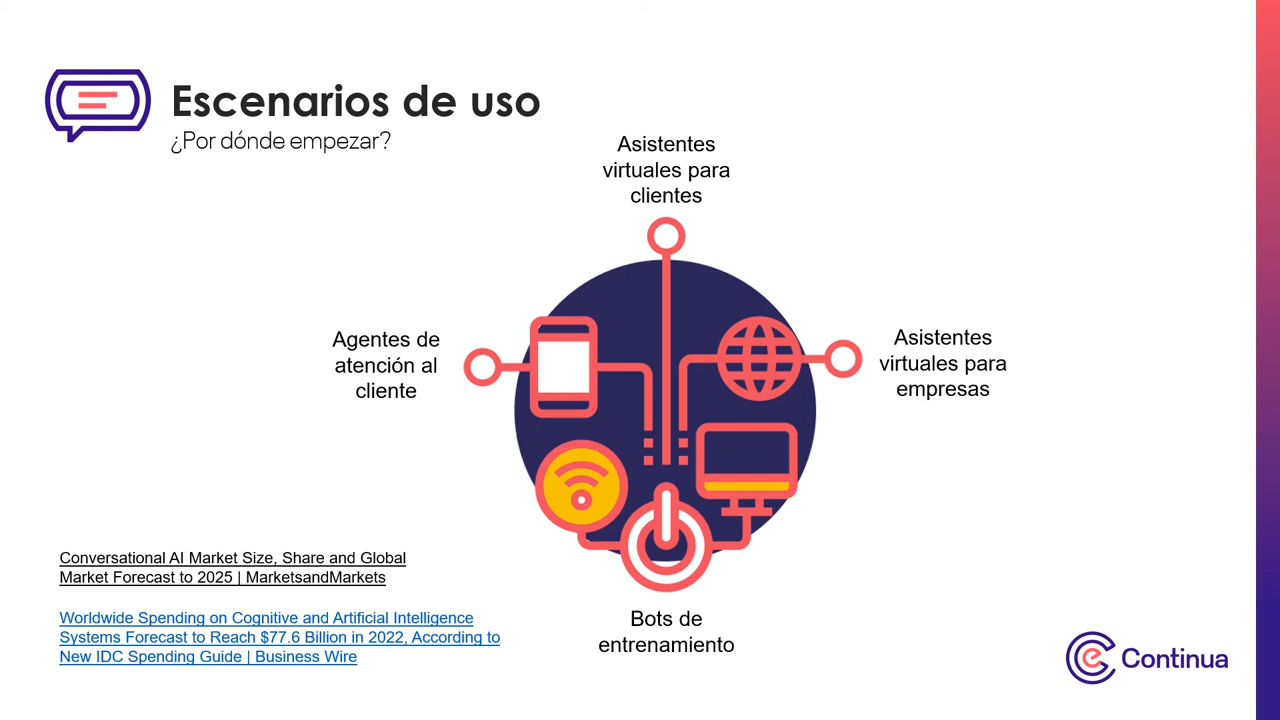 Escenarios de uso
¿Por dónde empezar?
Asistentes
virtuales para
clientes
Agentes de
atención al
cliente
Asistentes
virtuales para
empresas
Bots de
entrenamiento
Conversational AI Market Size, Share and Global
Market Forecast to 2025 | MarketsandMarkets
Worldwide Spending on Cognitive and Artificial Intelligence
Systems Forecast to Reach $77.6 Billion in 2022, According to
New IDC Spending Guide | Business Wire
Continua